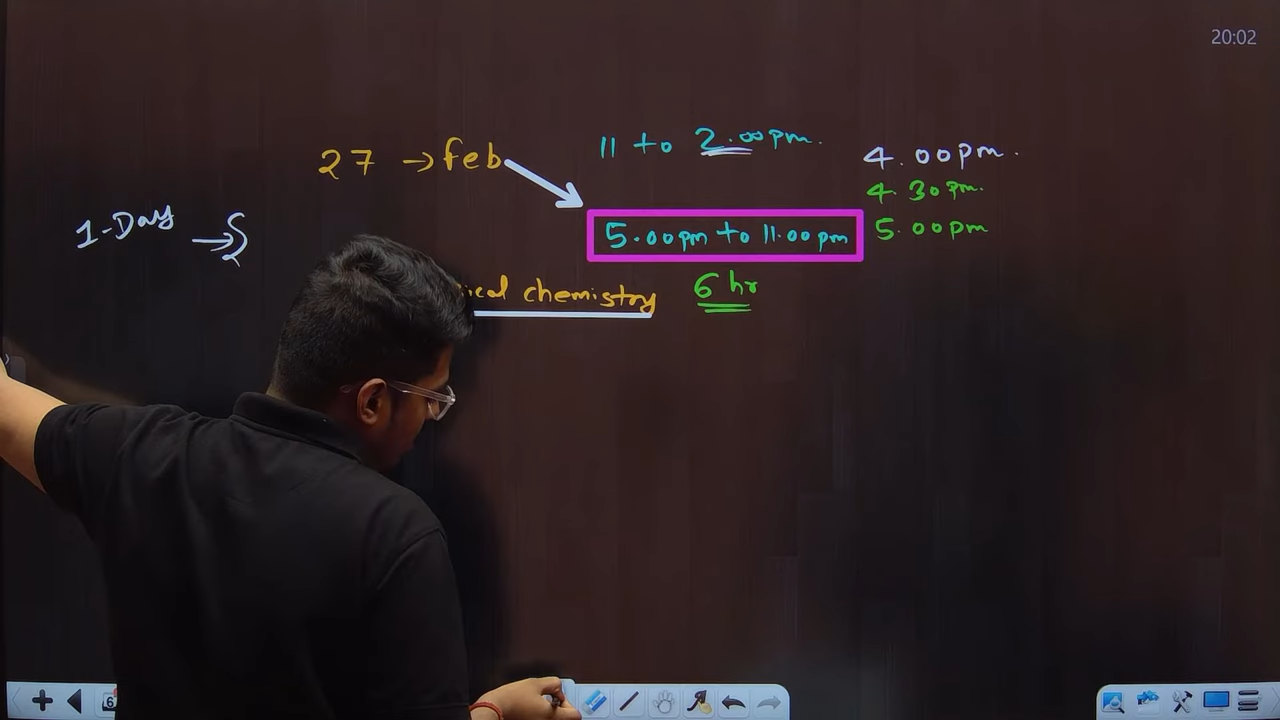 20:02
11 to 2.00pm.
27 → feb
4.00pm.
4.30pm.
1-Day →
5.00pm to 11.00pm
5.00pm
chemistry
6 hr